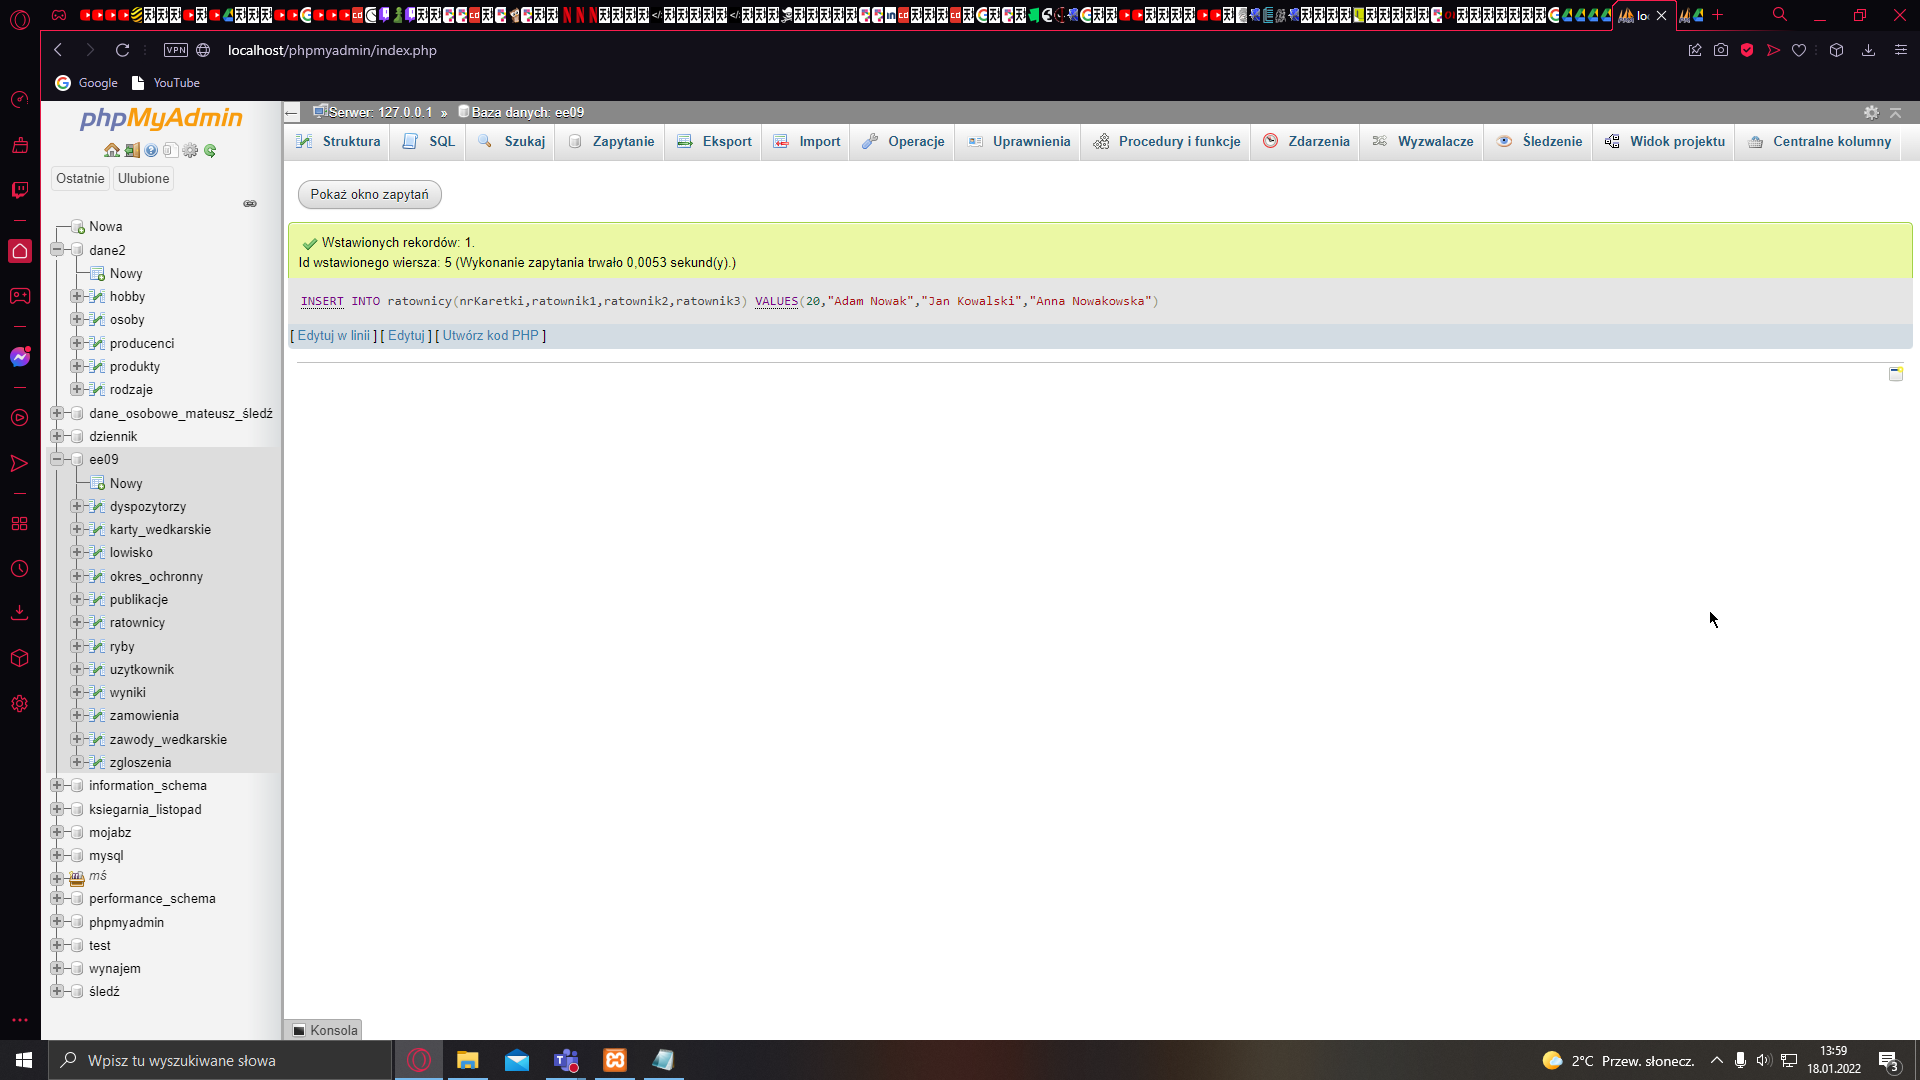 lo
VPN
localhost/phpmyadmin/index.php
Google
YouTube
phpMyAdmin
Ostatnie
Ulubione
Nowa
dane2
Nowy
hobby
osoby
producenci
produkty
rodzaje
dane_osobowe_mateusz_śledź
dziennik
ee09
Nowy
dyspozytorzy
karty_wedkarskie
lowisko
okres_ochronny
publikacje
ratownicy
ryby
uzytkownik
wyniki
zamowienia
zawody_wedkarskie
zgloszenia
information_schema
ksiegarnia_listopad
mojabz
mysql
mś
performance_schema
phpmyadmin
test
wynajem
śledź
Serwer: 127.0.0.1 » Baza danych: ee09
Struktura
SQL
Szukaj
Zapytanie
Eksport
Import
Operacje
Uprawnienia
Procedury i funkcje
Zdarzenia
Wyzwalacze
Śledzenie
Widok projektu
Centralne kolumny
Pokaż okno zapytań
Wstawionych rekordów: 1.
Id wstawionego wiersza: 5 (Wykonanie zapytania trwało 0,0053 sekund(y).)
INSERT INTO ratownicy(nrKaretki,ratownik1,ratownik2,ratownik3) VALUES(20,"Adam Nowak","Jan Kowalski","Anna Nowakowska")
[ Edytuj w linii ] [ Edytuj ] [ Utwórz kod PHP ]
Konsola
Wpisz tu wyszukiwane słowa
2°C Przew. słonecz.
13:59
18.01.2022
3